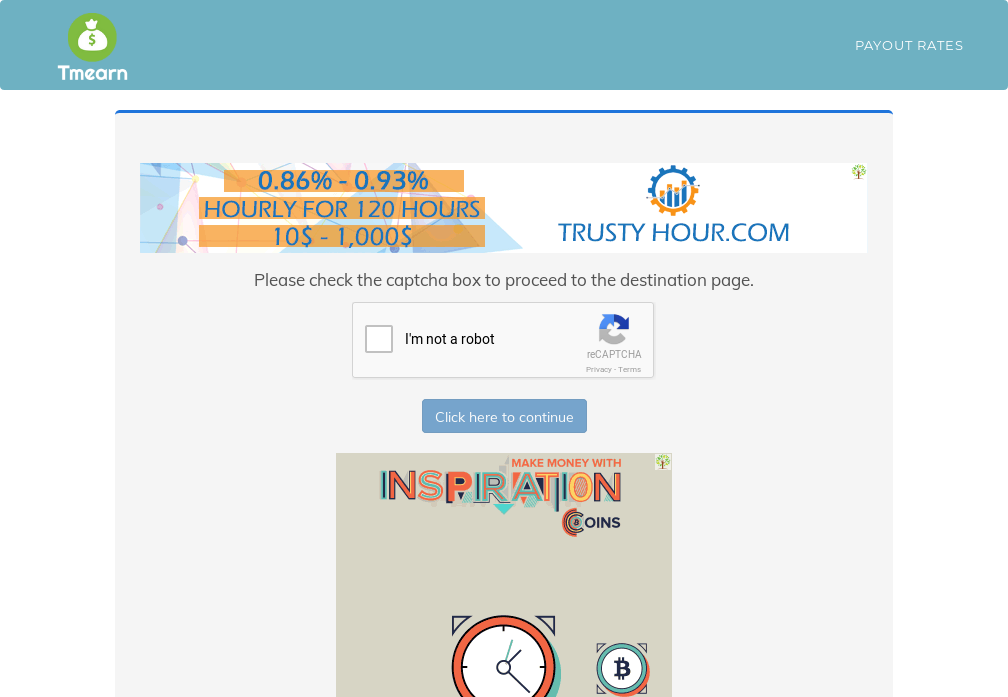 Tmearn
PAYOUT RATES
0.86% - 0.93%
HOURLY FOR 120 HOURS
10$ - 1,000$
TRUSTY HOUR.COM
Please check the captcha box to proceed to the destination page.
I'm not a robot
reCAPTCHA
Privacy - Terms
Click here to continue
MAKE MONEY WITH
INSPIRATION
COINS